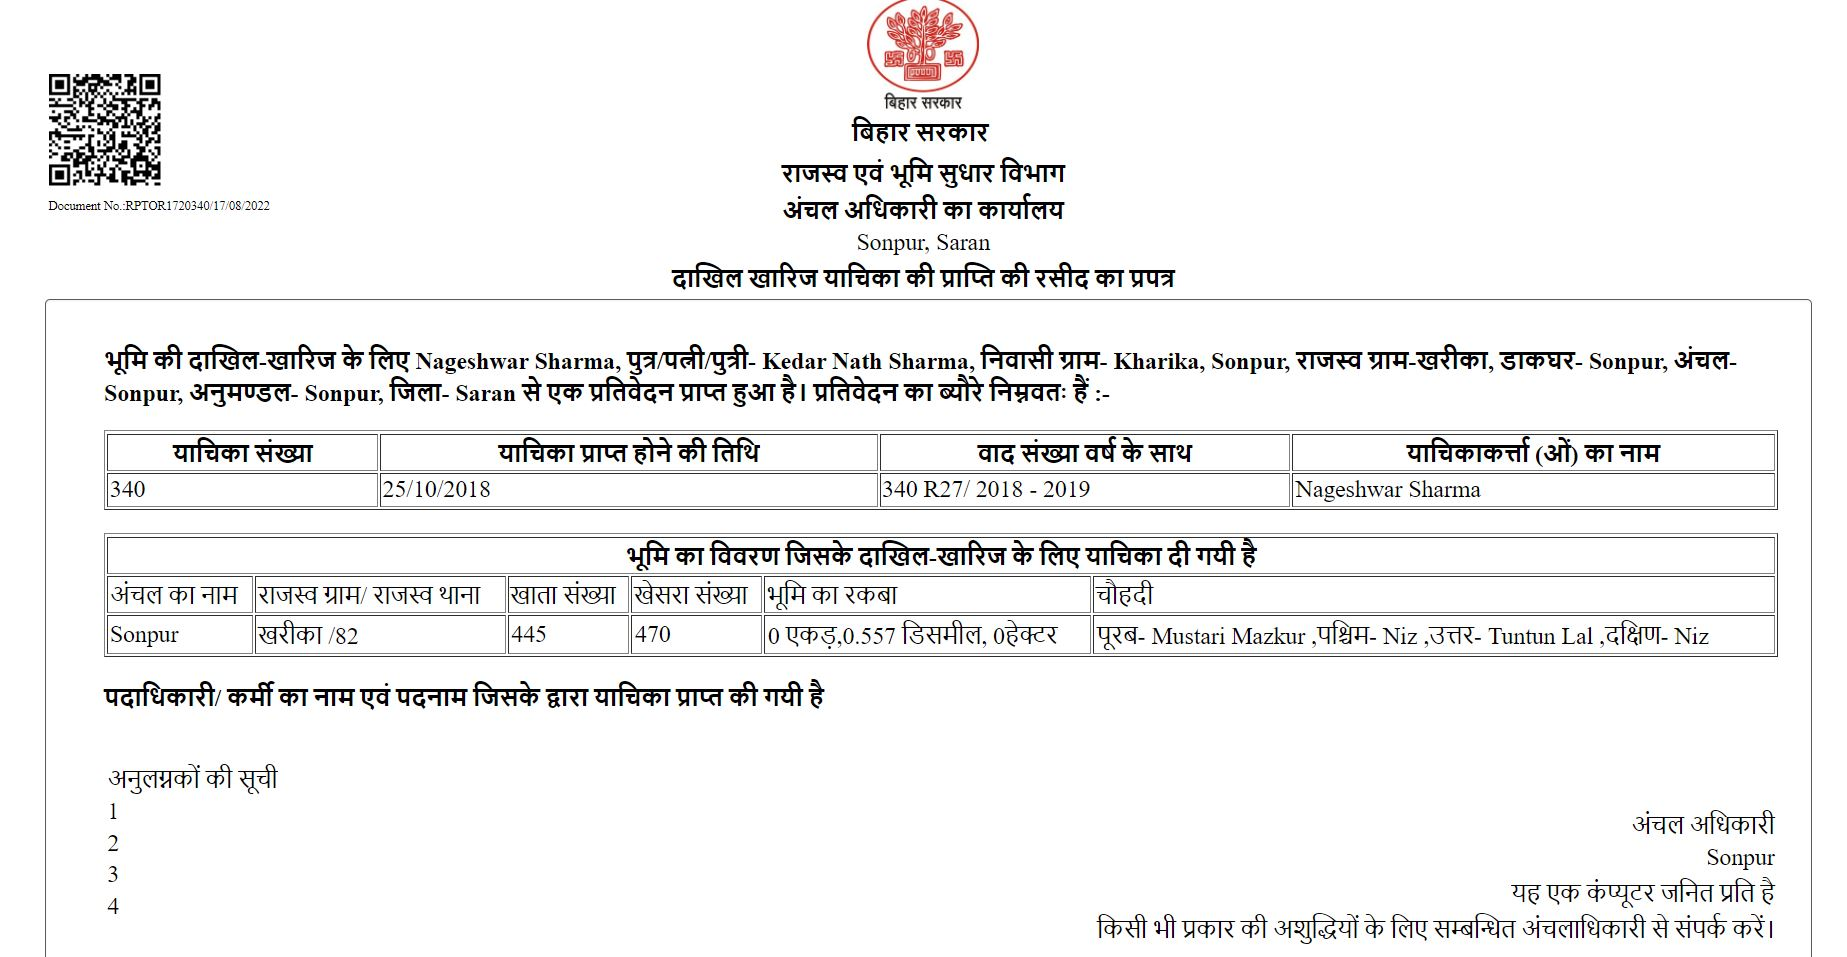 बिहार सरकार
बिहार सरकार
राजस्व एवं भूमि सुधार विभाग
अंचल अधिकारी का कार्यालय
Document No.:RPTOR1720340/17/08/2022
Sonpur, Saran
दाखिल खारिज याचिका की प्राप्ति की रसीद का प्रपत्र
भूमि की दाखिल-खारिज के लिए Nageshwar Sharma, पुत्र/पत्नी/पुत्री- Kedar Nath Sharma, निवासी ग्राम- Kharika, Sonpur, राजस्व ग्राम-खरीका, डाकघर- Sonpur, अंचल-
Sonpur, अनुमण्डल- Sonpur, जिला- Saran से एक प्रतिवेदन प्राप्त हुआ है। प्रतिवेदन का ब्यौरे निम्नवतः हैं :-
याचिका संख्या याचिका प्राप्त होने की तिथि वाद संख्या वर्ष के साथ याचिकाकर्त्ता (ओं) का नाम
340 25/10/2018 340 R27/ 2018 - 2019 Nageshwar Sharma
भूमि का विवरण जिसके दाखिल-खारिज के लिए याचिका दी गयी है
अंचल का नाम राजस्व ग्राम/ राजस्व थाना खाता संख्या खेसरा संख्या भूमि का रकबा चौहदी
Sonpur खरीका /82 445 470 0 एकड़,0.557 डिसमील, 0हेक्टर पूरब- Mustari Mazkur ,पश्चिम- Niz ,उत्तर- Tuntun Lal ,दक्षिण- Niz
पदाधिकारी/ कर्मी का नाम एवं पदनाम जिसके द्वारा याचिका प्राप्त की गयी है
अनुलग्नकों की सूची
1
2
3
4
अंचल अधिकारी
Sonpur
यह एक कंप्यूटर जनित प्रति है
किसी भी प्रकार की अशुद्धियों के लिए सम्बन्धित अंचलाधिकारी से संपर्क करें।